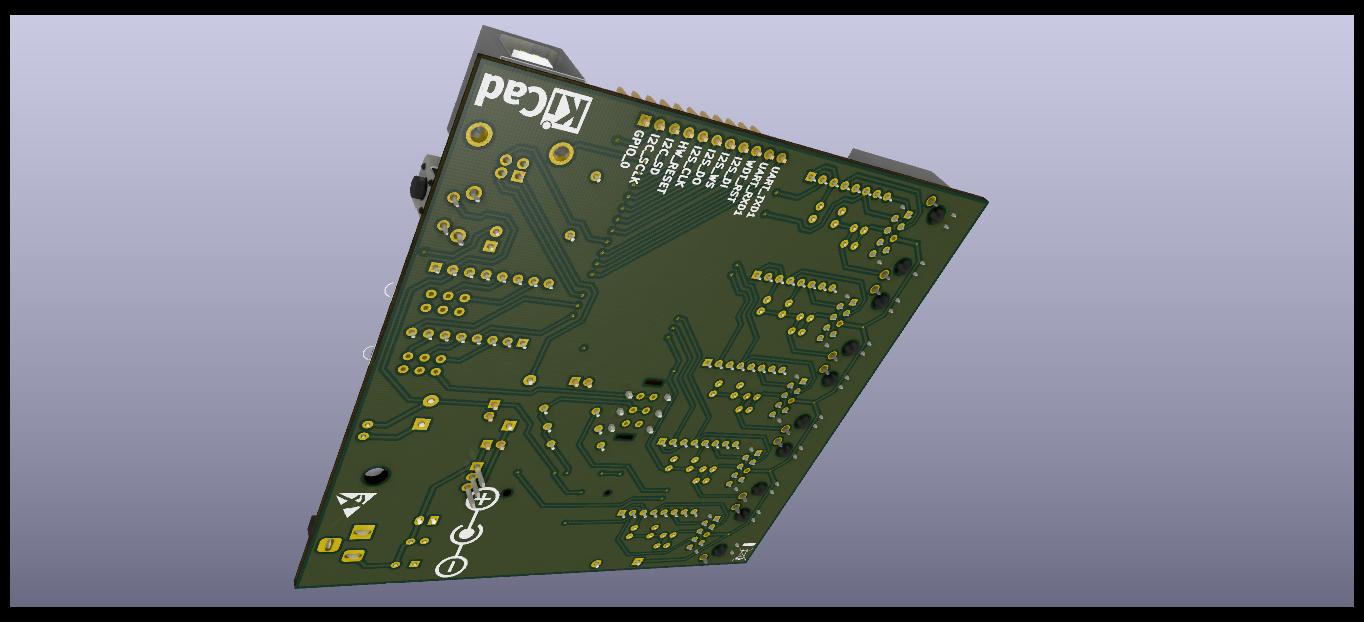 KiCad
GPIO_0
I2C_SCLK
I2C_SD
HW_RESET
I2S_CLK
I2S_DO
I2S_WS
I2S_DI
WDT_RST
UART_RXD1
UART_TXD1
+
-